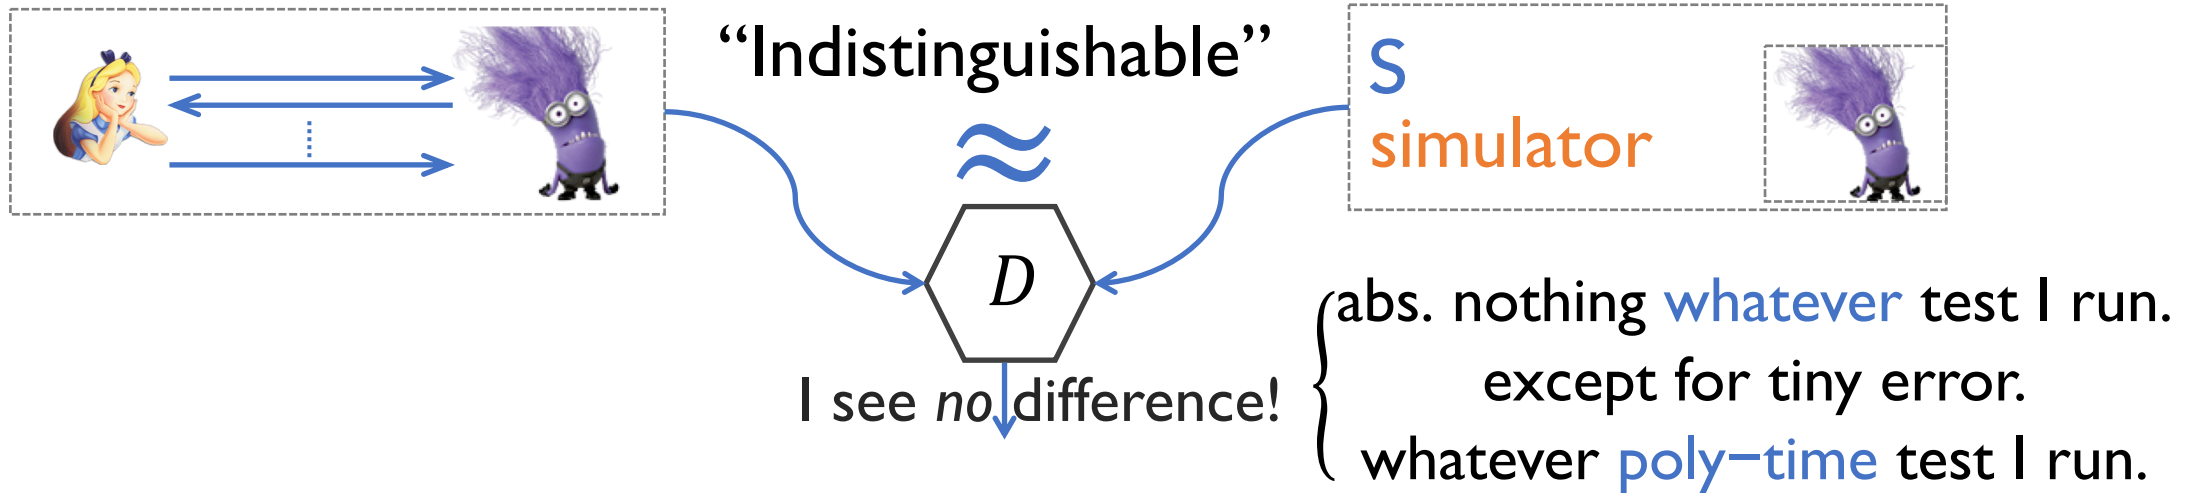 “Indistinguishable”
≈
S
simulator
D
I see no difference!
abs. nothing whatever test I run.
except for tiny error.
whatever poly−time test I run.